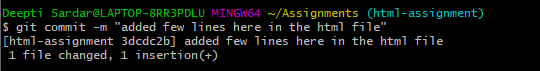 Deepti Sardar@LAPTOP-8RR3PDLU MINGW64 ~/Assignments (html-assignment)
$ git commit -m "added few lines here in the html file"
[html-assignment 3dcdc2b] added few lines here in the html file
 1 file changed, 1 insertion(+)